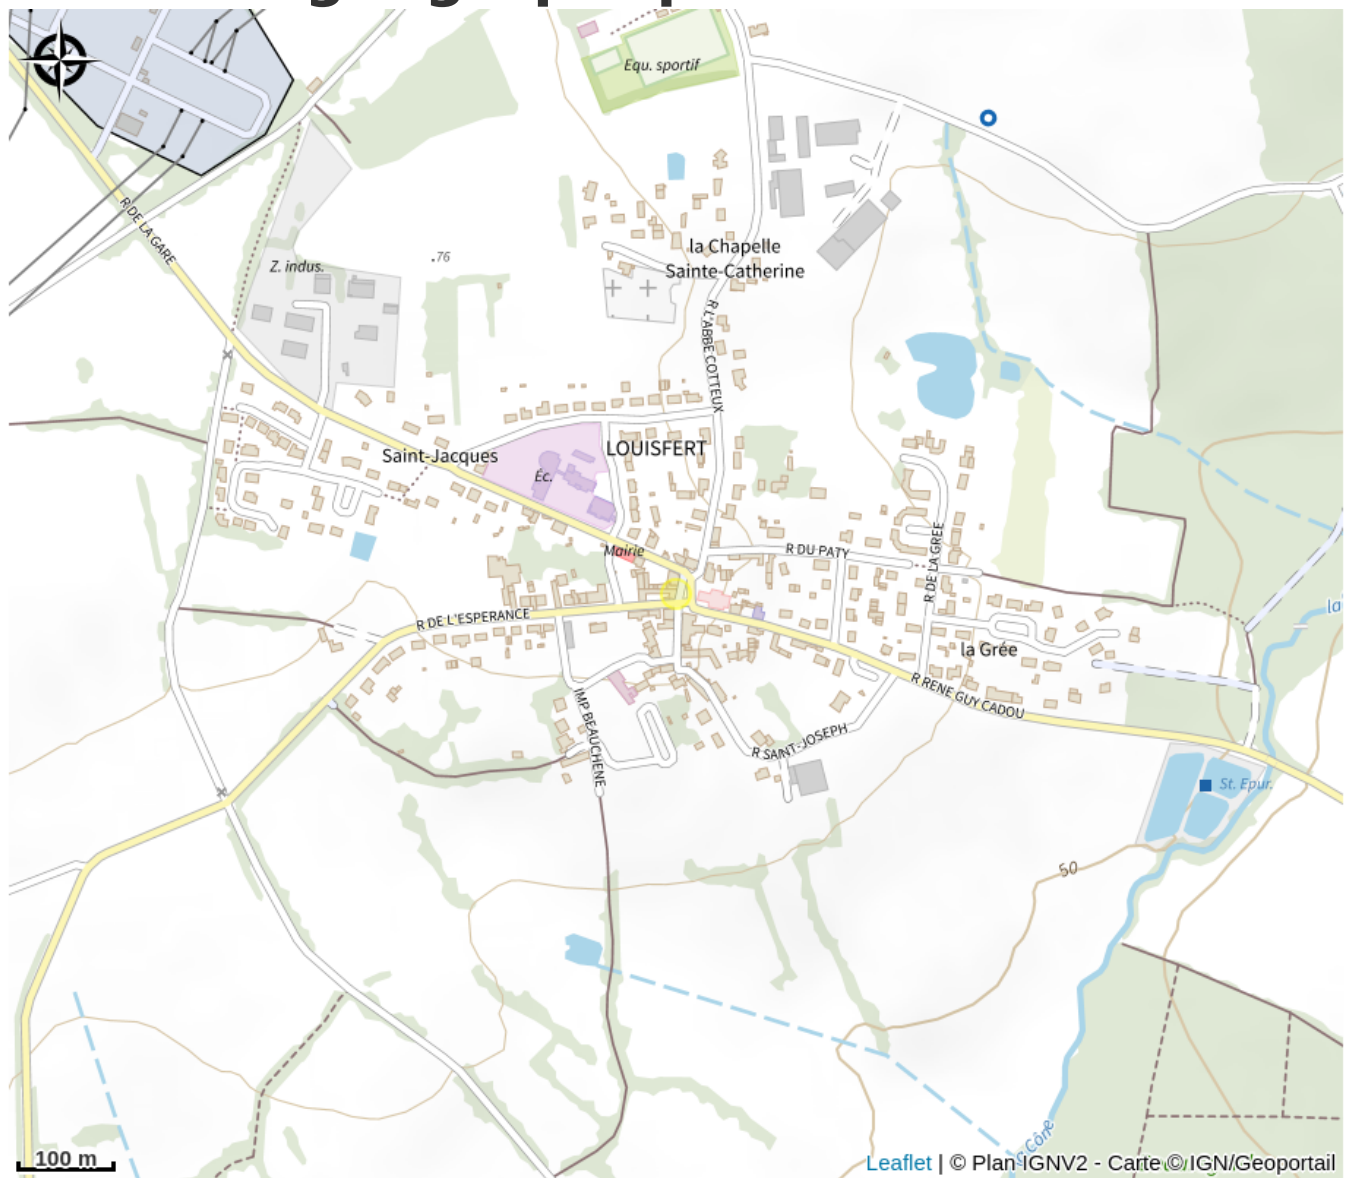 Equ. sportif
R DE LA GARE
la Chapelle
Sainte-Catherine
.76
Z. indus.
R L'ABBE COTTEUX
LOUISFERT
Saint-Jacques
Éc.
Mairie
R DU PATY
R DE LA GREE
R DE L'ESPERANCE
la
la Grée
R RENE GUY CADOU
IMP BEAUCHENE
R SAINT-JOSEPH
St. Epur.
50
Cône
100 m
Leaflet | © Plan IGNV2 - Carte © IGN/Geoportail